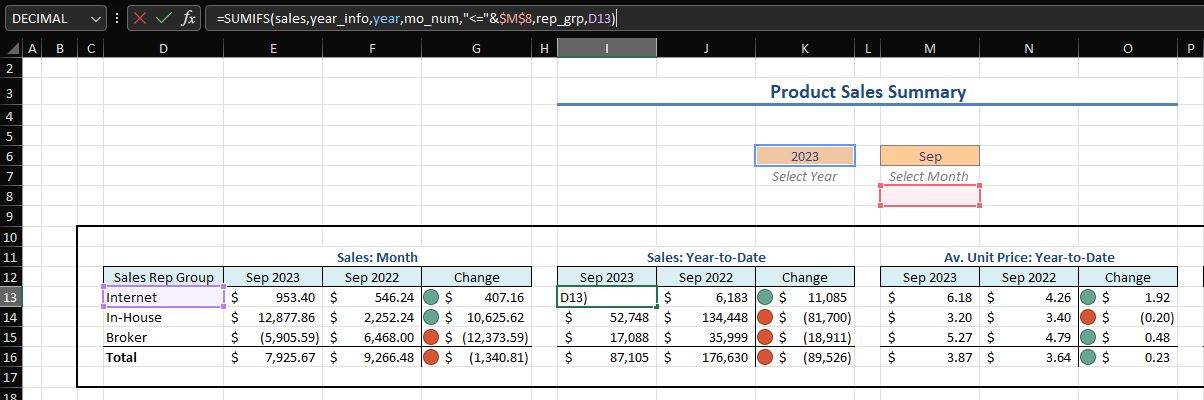 DECIMAL =SUMIFS(sales,year_info,year,mo_num,"<="&$M$8,rep_grp,D13)
A B C D E F G H I J K L M N O P
2
3 Product Sales Summary
4
5
6 2023 Sep
7 Select Year Select Month
8
9
10
11 Sales: Month Sales: Year-to-Date Av. Unit Price: Year-to-Date
12 Sales Rep Group Sep 2023 Sep 2022 Change Sep 2023 Sep 2022 Change Sep 2023 Sep 2022 Change
13 Internet $ 953.40 $ 546.24 $ 407.16 D13) $ 6,183 $ 11,085 $ 6.18 $ 4.26 $ 1.92
14 In-House $ 12,877.86 $ 2,252.24 $ 10,625.62 $ 52,748 $ 134,448 $ (81,700) $ 3.20 $ 3.40 $ (0.20)
15 Broker $ (5,905.59) $ 6,468.00 $ (12,373.59) $ 17,088 $ 35,999 $ (18,911) $ 5.27 $ 4.79 $ 0.48
16 Total $ 7,925.67 $ 9,266.48 $ (1,340.81) $ 87,105 $ 176,630 $ (89,526) $ 3.87 $ 3.64 $ 0.23
17
18